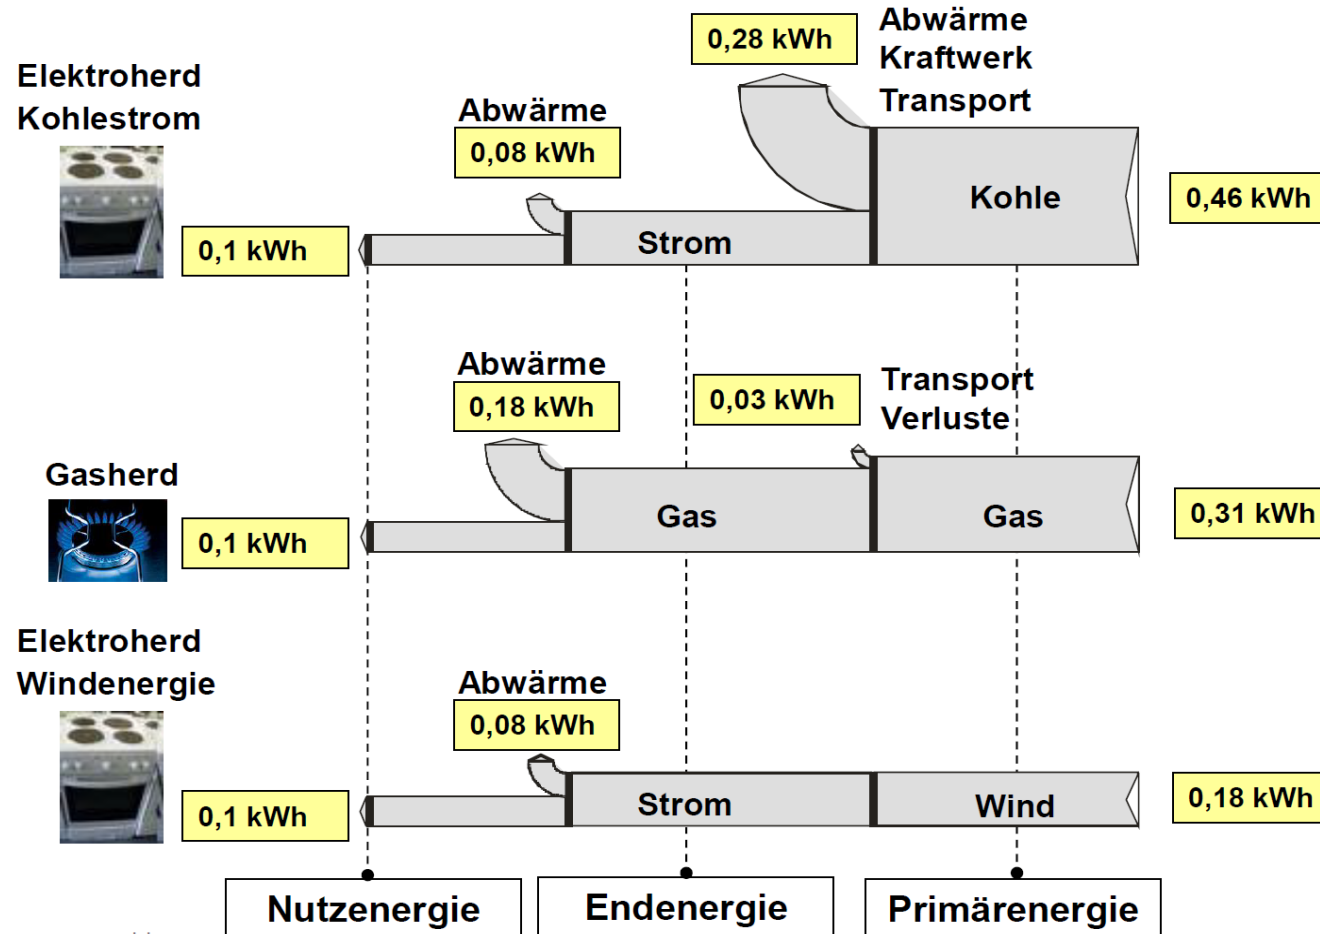 Elektroherd
Kohlestrom
0,1 kWh
Abwärme
0,08 kWh
Strom
0,28 kWh
Abwärme
Kraftwerk
Transport
Kohle
0,46 kWh
Gasherd
0,1 kWh
Abwärme
0,18 kWh
Gas
0,03 kWh
Transport
Verluste
Gas
0,31 kWh
Elektroherd
Windenergie
0,1 kWh
Abwärme
0,08 kWh
Strom
Wind
0,18 kWh
Nutzenergie
Endenergie
Primärenergie